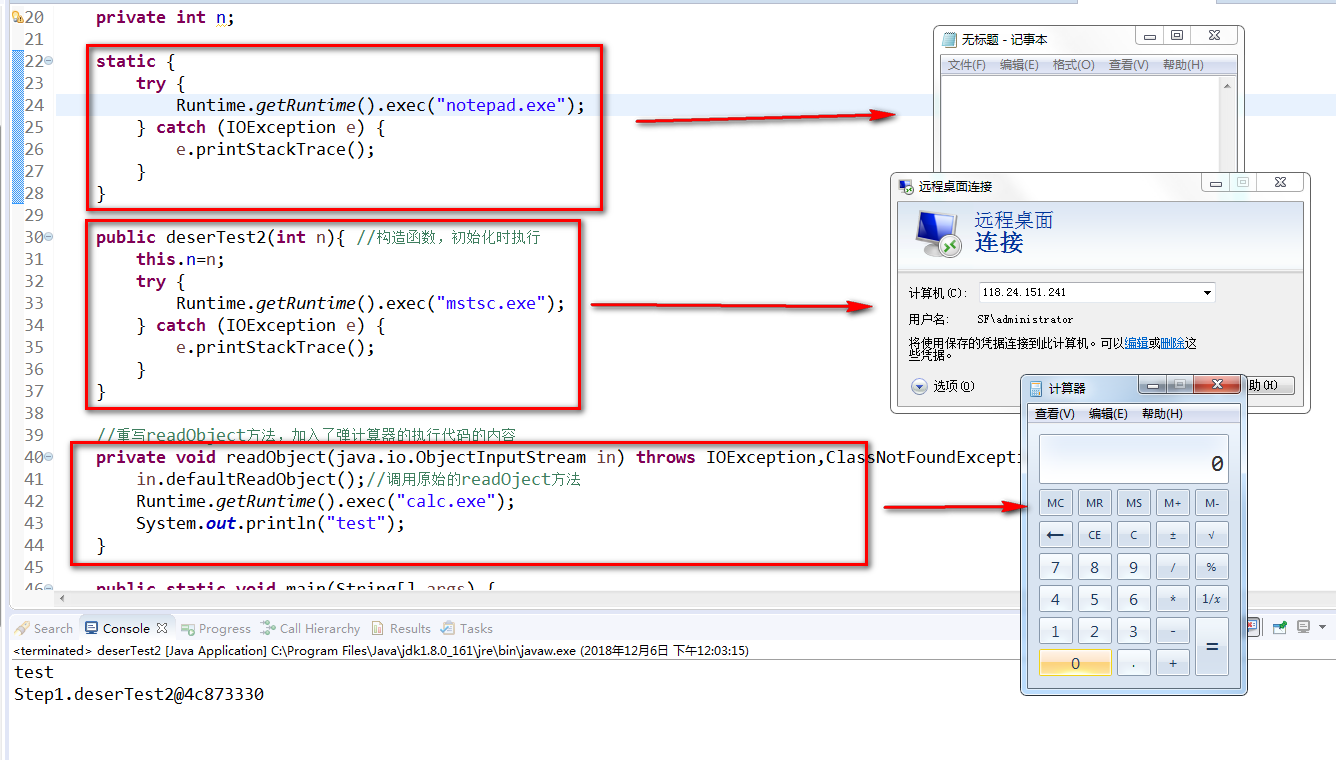 20 private int n;
21
22 static {
23 try {
24 Runtime.getRuntime().exec("notepad.exe");
25 } catch (IOException e) {
26 e.printStackTrace();
27 }
28 }
29
30 public deserTest2(int n){ //构造函数，初始化时执行
31 this.n=n;
32 try {
33 Runtime.getRuntime().exec("mstsc.exe");
34 } catch (IOException e) {
35 e.printStackTrace();
36 }
37 }
38
39 //重写readObject方法，加入了弹计算器的执行代码的内容
40 private void readObject(java.io.ObjectInputStream in) throws IOException,ClassNotFoundExcepti
41 in.defaultReadObject();//调用原始的readOject方法
42 Runtime.getRuntime().exec("calc.exe");
43 System.out.println("test");
44 }
45
46 public static void main(String[] args) {
无标题 - 记事本
文件(F) 编辑(E) 格式(O) 查看(V) 帮助(H)
远程桌面连接
远程桌面
连接
计算机(C): 118.24.151.241
用户名: SF\administrator
将使用保存的凭据连接到此计算机。可以编辑或删除这
些凭据。
选项(O) 助(H)
计算器
查看(V) 编辑(E) 帮助(H)
0
MC MR MS M+ M-
← CE C ± √
7 8 9 / %
4 5 6 * 1/x
1 2 3 - =
0 . +
Search Console Progress Call Hierarchy Results Tasks
<terminated> deserTest2 [Java Application] C:\Program Files\Java\jdk1.8.0_161\jre\bin\javaw.exe (2018年12月6日 下午12:03:15)
test
Step1.deserTest2@4c873330